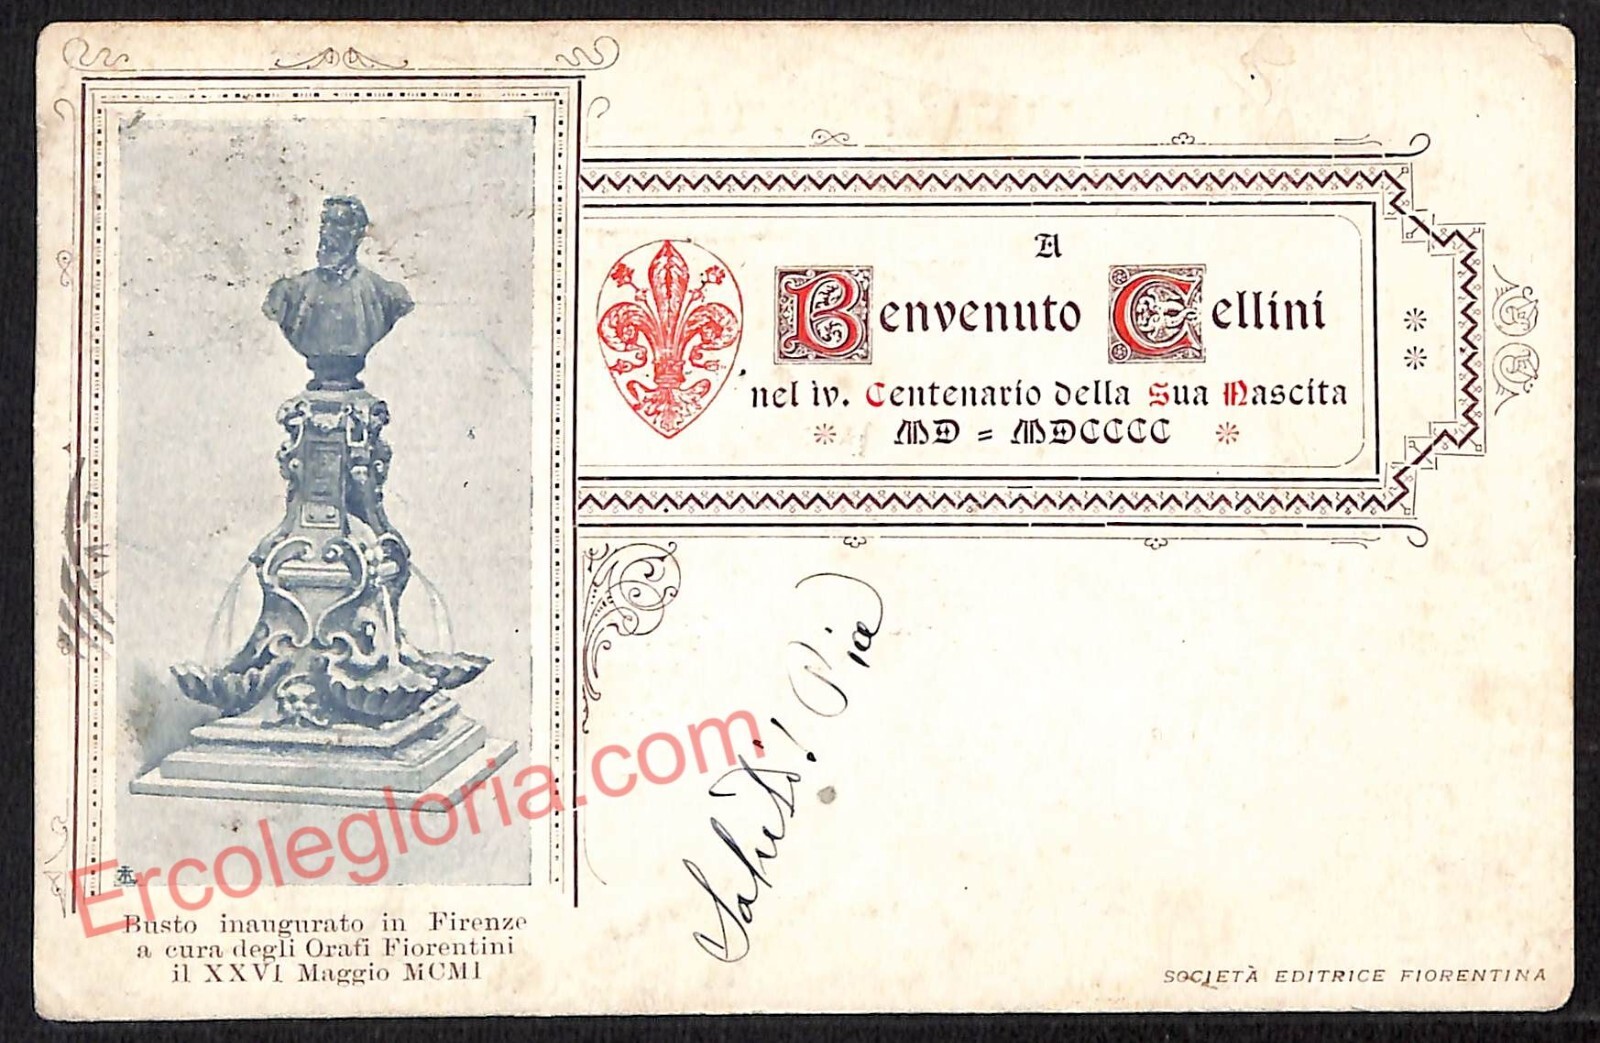 A
Benvenuto Cellini
nel iv. Centenario della Sua Nascita
MD = MDCCCC
Saluti! Pia
Ercolegloria.com
Busto inaugurato in Firenze
a cura degli Orafi Fiorentini
il XXVI Maggio MCMI
SOCIETÀ EDITRICE FIORENTINA